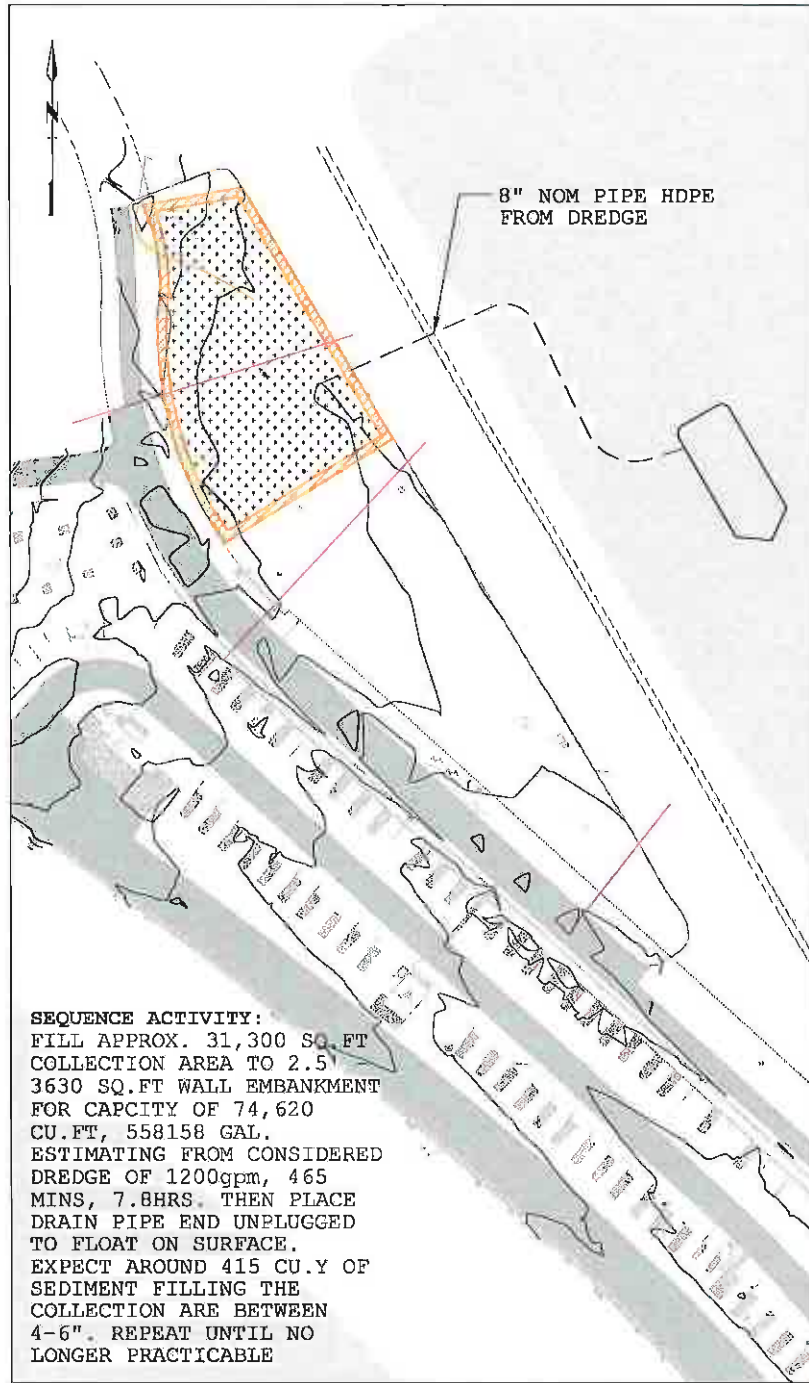 N
8" NOM PIPE HDPE
FROM DREDGE
SEQUENCE ACTIVITY:
FILL APPROX. 31,300 SQ.FT
COLLECTION AREA TO 2.5'
3630 SQ.FT WALL EMBANKMENT
FOR CAPCITY OF 74,620
CU.FT, 558158 GAL.
ESTIMATING FROM CONSIDERED
DREDGE OF 1200gpm, 465
MINS, 7.8HRS. THEN PLACE
DRAIN PIPE END UNPLUGGED
TO FLOAT ON SURFACE.
EXPECT AROUND 415 CU.Y OF
SEDIMENT FILLING THE
COLLECTION ARE BETWEEN
4-6". REPEAT UNTIL NO
LONGER PRACTICABLE